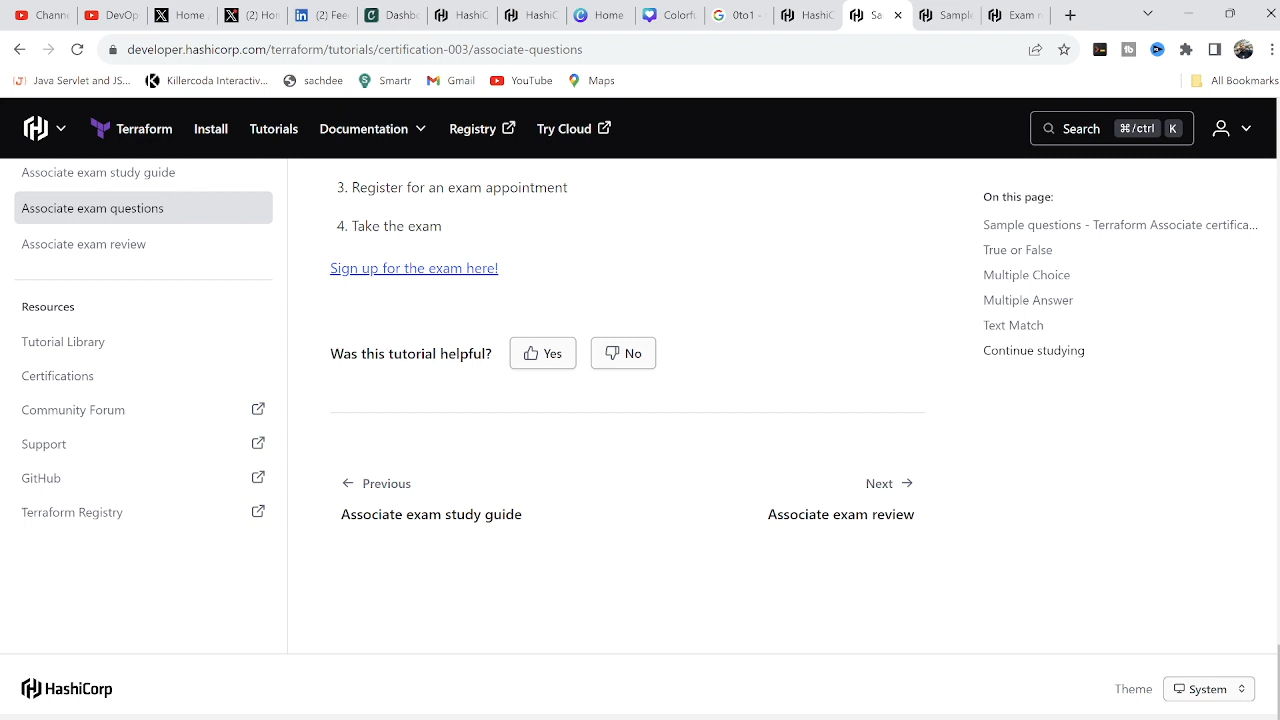 Channe
DevOp
Home
(2) Ho
(2) Fee
Dashbo
HashiC
HashiC
Home
Colorfu
0to1 -
HashiC
Sa
Sample
Exam r
developer.hashicorp.com/terraform/tutorials/certification-003/associate-questions
Java Servlet and JS...
Killercoda Interactiv...
sachdee
Smartr
Gmail
YouTube
Maps
All Bookmarks
Terraform
Install
Tutorials
Documentation
Registry
Try Cloud
Search ⌘/ctrl K
Associate exam study guide
Associate exam questions
Associate exam review
Resources
Tutorial Library
Certifications
Community Forum
Support
GitHub
Terraform Registry
3. Register for an exam appointment
4. Take the exam
Sign up for the exam here!
Was this tutorial helpful?
Yes
No
Previous
Associate exam study guide
Next
Associate exam review
On this page:
Sample questions - Terraform Associate certifica...
True or False
Multiple Choice
Multiple Answer
Text Match
Continue studying
HashiCorp
Theme
System